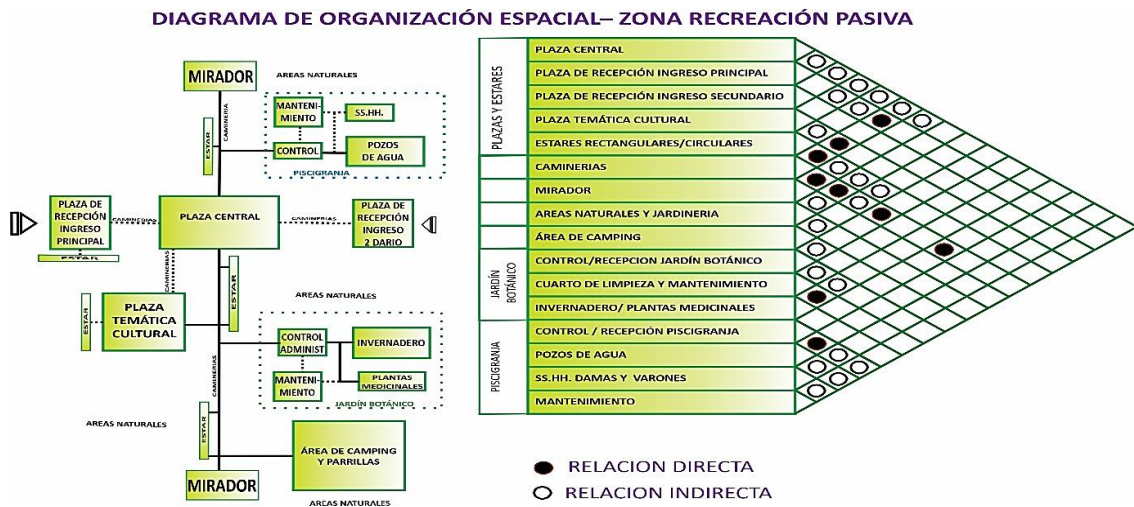 DIAGRAMA DE ORGANIZACIÓN ESPACIAL– ZONA RECREACIÓN PASIVA
MIRADOR
AREAS NATURALES
CAMINERIA
ESTAR
MANTENI-
MIENTO
SS.HH.
CONTROL
POZOS
DE AGUA
PISCIGRANJA
PLAZA DE
RECEPCIÓN
INGRESO
PRINCIPAL
CAMINERIAS
PLAZA CENTRAL
CAMINERIAS
PLAZA DE
RECEPCIÓN
INGRESO
2 DARIO
ESTAR
CAMINERIAS
ESTAR
AREAS NATURALES
ESTAR
PLAZA
TEMÁTICA
CULTURAL
CONTROL
ADMINIST
INVERNADERO
MANTENI-
MIENTO
PLANTAS
MEDICINALES
JARDÍN BOTÁNICO
CAMINERIAS
AREAS NATURALES
ESTAR
ÁREA DE CAMPING
Y PARRILLAS
MIRADOR
AREAS NATURALES
PLAZAS Y ESTARES
PLAZA CENTRAL
PLAZA DE RECEPCIÓN INGRESO PRINCIPAL
PLAZA DE RECEPCIÓN INGRESO SECUNDARIO
PLAZA TEMÁTICA CULTURAL
ESTARES RECTANGULARES/CIRCULARES
CAMINERIAS
MIRADOR
AREAS NATURALES Y JARDINERIA
ÁREA DE CAMPING
JARDÍN
BOTÁNICO
CONTROL/RECEPCION JARDÍN BOTÁNICO
CUARTO DE LIMPIEZA Y MANTENIMIENTO
INVERNADERO/ PLANTAS MEDICINALES
PISCIGRANJA
CONTROL / RECEPCIÓN PISCIGRANJA
POZOS DE AGUA
SS.HH. DAMAS Y VARONES
MANTENIMIENTO
RELACION DIRECTA
RELACION INDIRECTA